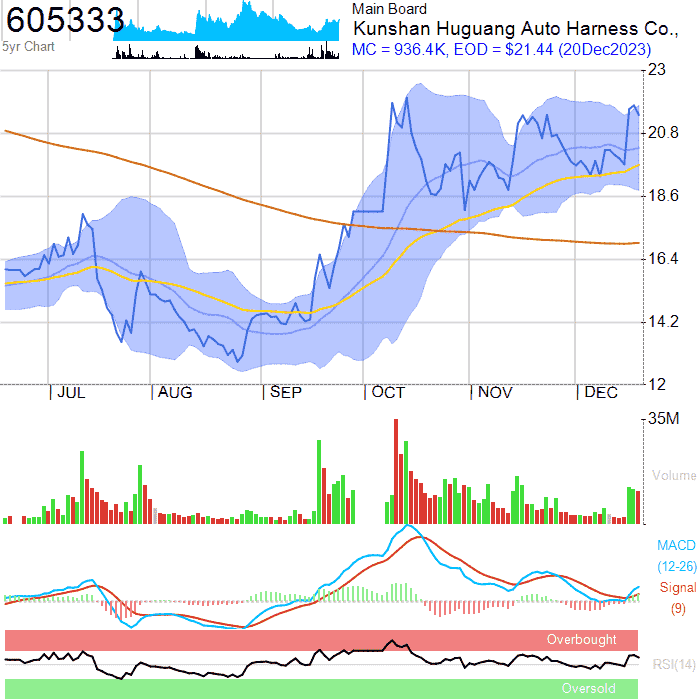 605333
5yr Chart
Main Board
Kunshan Huguang Auto Harness Co.,
MC = 936.4K, EOD = $21.44 (20Dec2023)
23
20.8
18.6
16.4
14.2
12
JUL
AUG
SEP
OCT
NOV
DEC
35M
Volume
MACD
(12-26)
Signal
(9)
Overbought
RSI(14)
Oversold